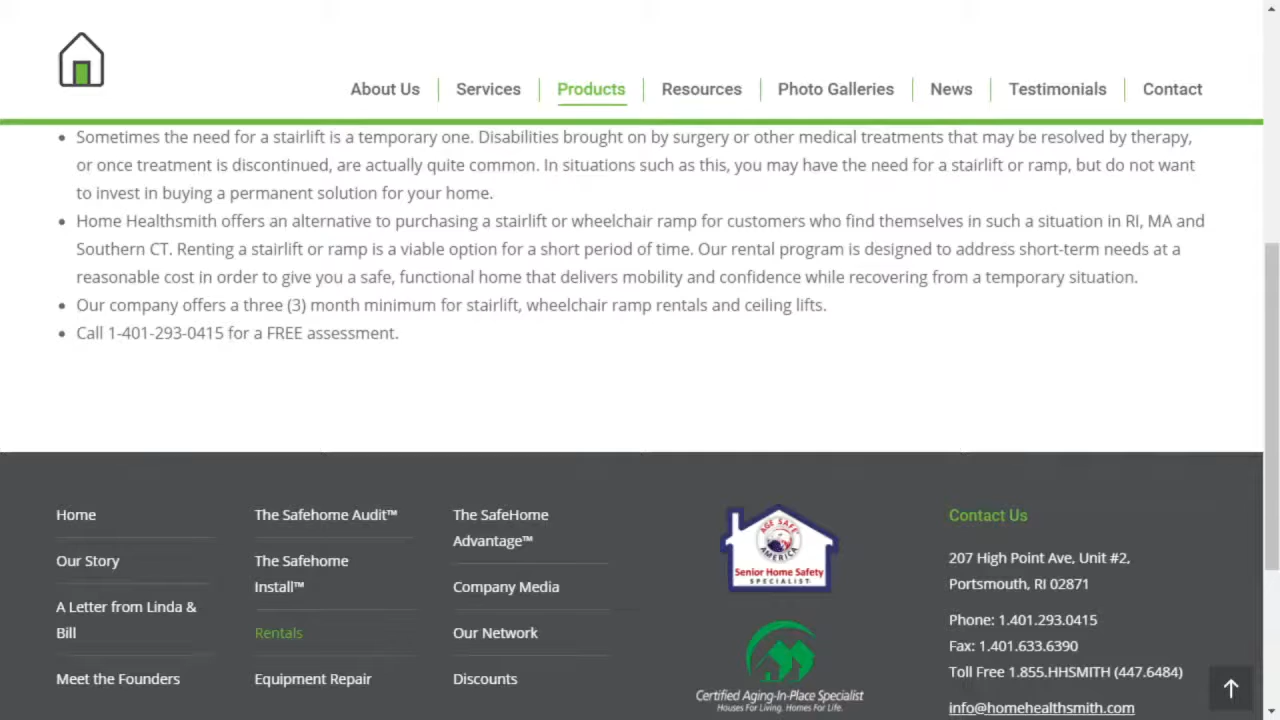 About Us
Services
Products
Resources
Photo Galleries
News
Testimonials
Contact
Sometimes the need for a stairlift is a temporary one. Disabilities brought on by surgery or other medical treatments that may be resolved by therapy,
or once treatment is discontinued, are actually quite common. In situations such as this, you may have the need for a stairlift or ramp, but do not want
to invest in buying a permanent solution for your home.
Home Healthsmith offers an alternative to purchasing a stairlift or wheelchair ramp for customers who find themselves in such a situation in RI, MA and
Southern CT. Renting a stairlift or ramp is a viable option for a short period of time. Our rental program is designed to address short-term needs at a
reasonable cost in order to give you a safe, functional home that delivers mobility and confidence while recovering from a temporary situation.
Our company offers a three (3) month minimum for stairlift, wheelchair ramp rentals and ceiling lifts.
Call 1-401-293-0415 for a FREE assessment.
Home
Our Story
A Letter from Linda &
Bill
Meet the Founders
The Safehome Audit™
The Safehome
Install™
Rentals
Equipment Repair
The SafeHome
Advantage™
Company Media
Our Network
Discounts
AGE SAFE
AMERICA
Senior Home Safety
SPECIALIST
Certified Aging-In-Place Specialist
Houses For Living. Homes For Life.
Contact Us
207 High Point Ave, Unit #2,
Portsmouth, RI 02871
Phone: 1.401.293.0415
Fax: 1.401.633.6390
Toll Free 1.855.HHSMITH (447.6484)
info@homehealthsmith.com